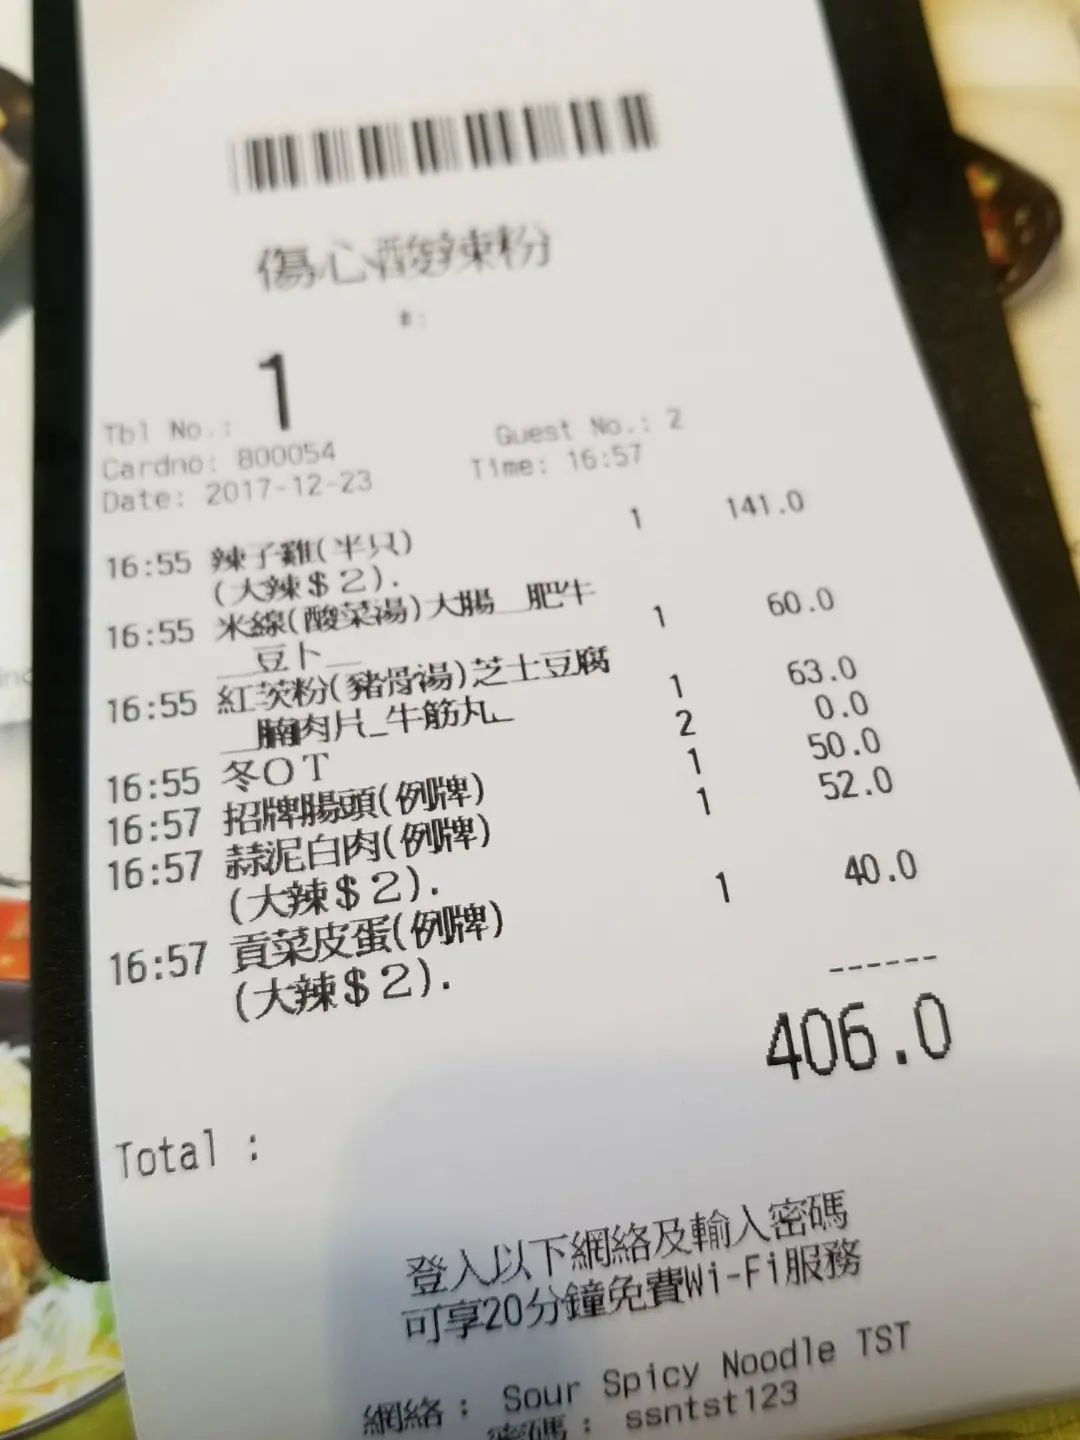 傷心酸辣粉
#:
Tbl No.: 1
Cardno: 800054 Guest No.: 2
Date: 2017-12-23 Time: 16:57
16:55 辣子雞(半只) 1 141.0
(大辣$2).
16:55 米線(酸菜湯)大腸__肥牛 1 60.0
__豆卜__
16:55 紅茨粉(豬骨湯)芝士豆腐 1 63.0
__腩肉片_牛筋丸_
16:55 冬OT 2 0.0
16:57 招牌腸頭(例牌) 1 50.0
16:57 蒜泥白肉(例牌) 1 52.0
(大辣$2).
16:57 貢菜皮蛋(例牌) 1 40.0
(大辣$2).
------
406.0
Total :
登入以下網絡及輸入密碼
可享20分鐘免費Wi-Fi服務
網絡: Sour Spicy Noodle TST
密碼: ssntst123